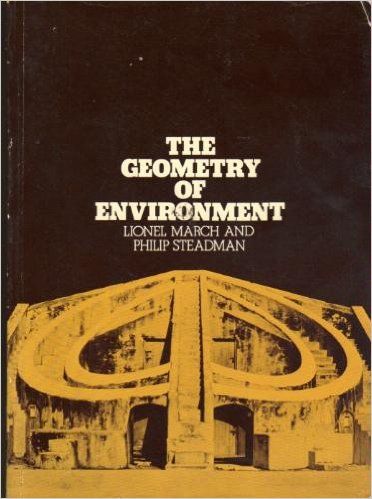 THE
GEOMETRY
OF
ENVIRONMENT
LIONEL MARCH AND
PHILIP STEADMAN